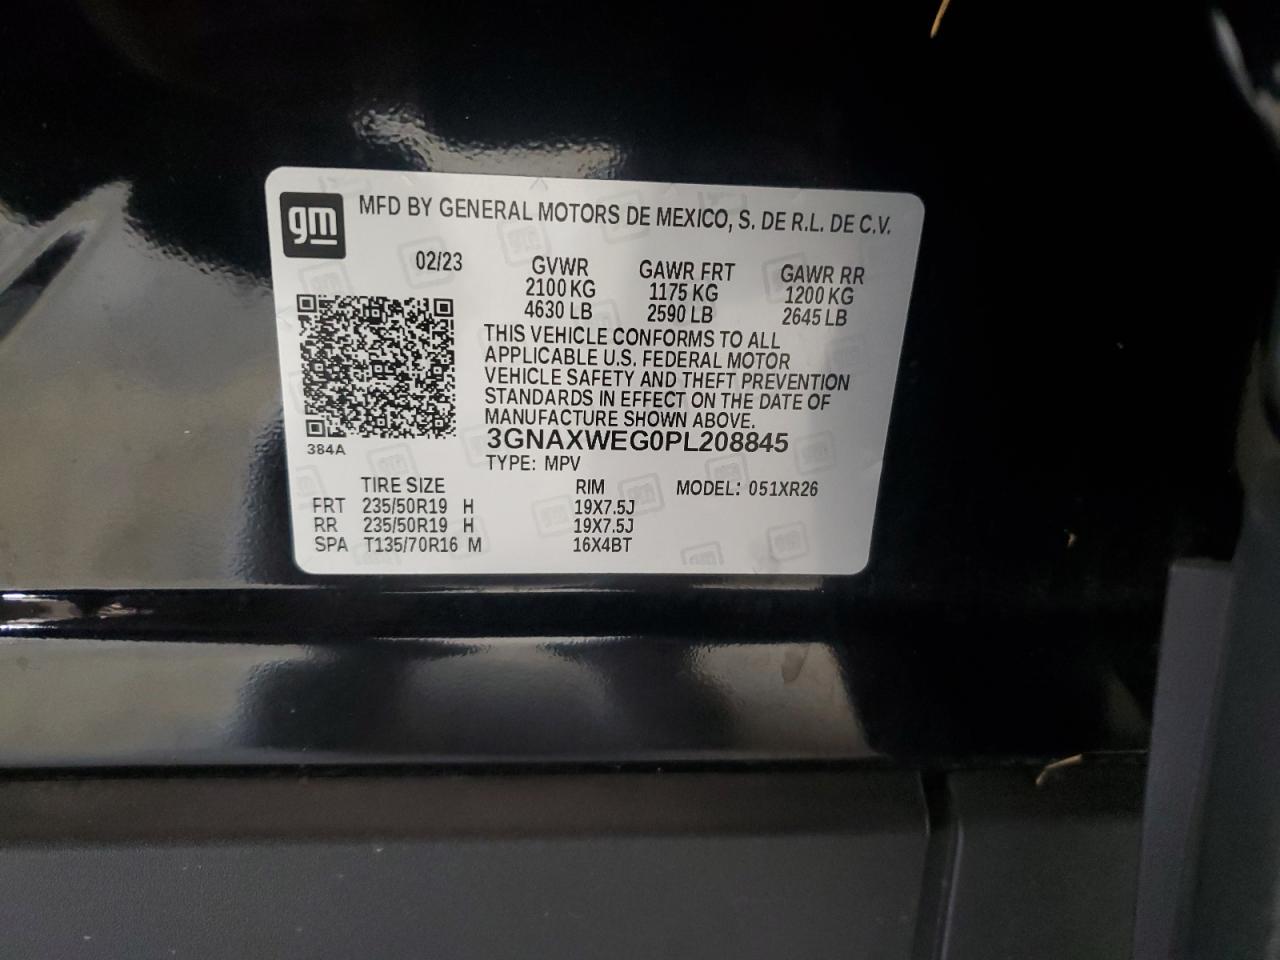 gm
MFD BY GENERAL MOTORS DE MEXICO, S. DE R.L. DE C.V.
02/23 GVWR GAWR FRT GAWR RR
2100 KG 1175 KG 1200 KG
4630 LB 2590 LB 2645 LB
THIS VEHICLE CONFORMS TO ALL
APPLICABLE U.S. FEDERAL MOTOR
VEHICLE SAFETY AND THEFT PREVENTION
STANDARDS IN EFFECT ON THE DATE OF
MANUFACTURE SHOWN ABOVE.
3GNAXWEG0PL208845
384A
TYPE: MPV
TIRE SIZE RIM MODEL: 051XR26
FRT 235/50R19 H 19X7.5J
RR 235/50R19 H 19X7.5J
SPA T135/70R16 M 16X4BT